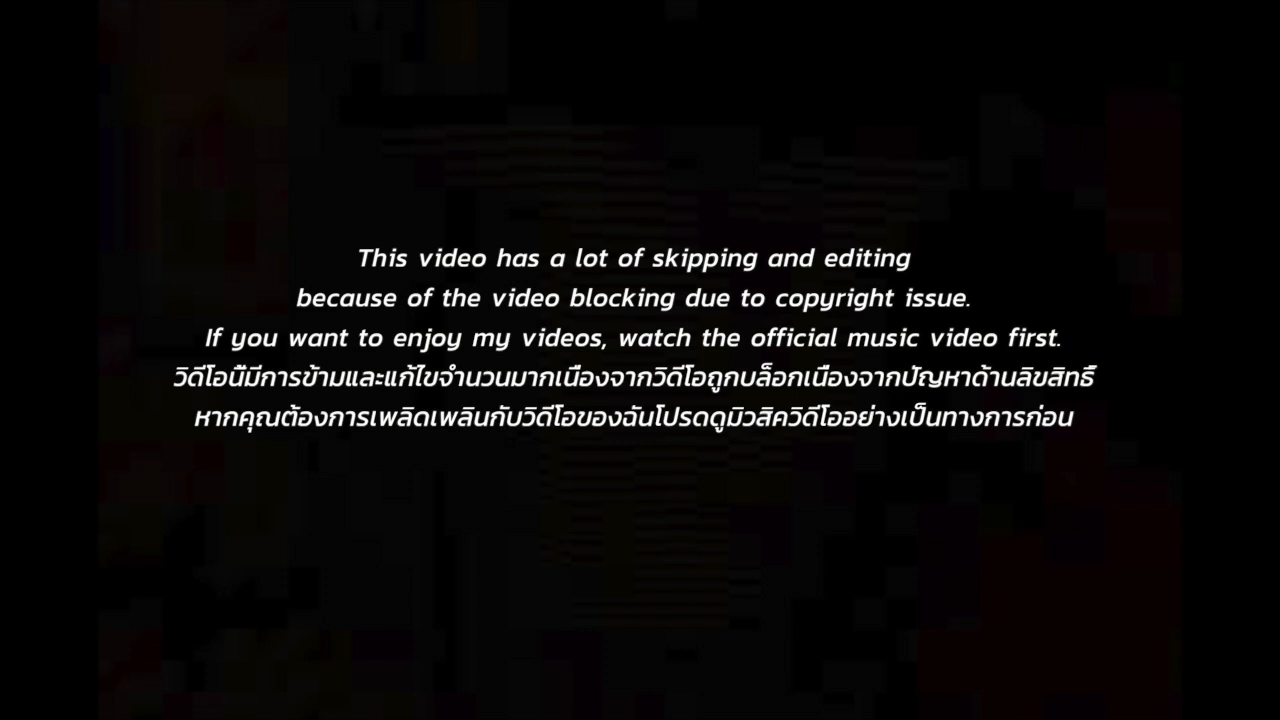 This video has a lot of skipping and editing
because of the video blocking due to copyright issue.
If you want to enjoy my videos, watch the official music video first.
วิดีโอนี้มีการข้ามและแก้ไขจำนวนมากเนื่องจากวิดีโอถูกบล็อกเนื่องจากปัญหาด้านลิขสิทธิ์
หากคุณต้องการเพลิดเพลินกับวิดีโอของฉันโปรดดูมิวสิควิดีโออย่างเป็นทางการก่อน